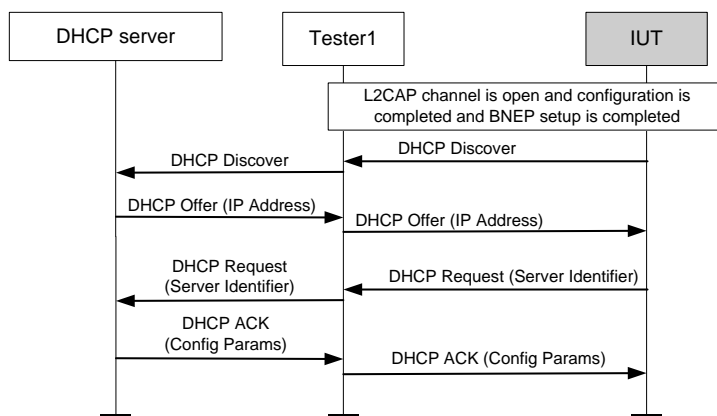 DHCP server
Tester1
IUT
L2CAP channel is open and configuration is
completed and BNEP setup is completed
DHCP Discover
DHCP Discover
DHCP Offer (IP Address)
DHCP Offer (IP Address)
DHCP Request
(Server Identifier)
DHCP Request (Server Identifier)
DHCP ACK
(Config Params)
DHCP ACK (Config Params)